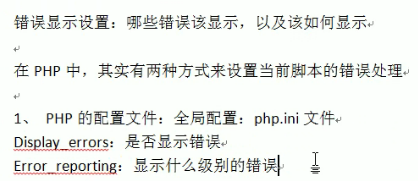 错误显示设置：哪些错误该显示，以及该如何显示
在 PHP 中，其实有两种方式来设置当前脚本的错误处理
1、 PHP 的配置文件：全局配置：php.ini 文件
Display_errors：是否显示错误
Error_reporting：显示什么级别的错误